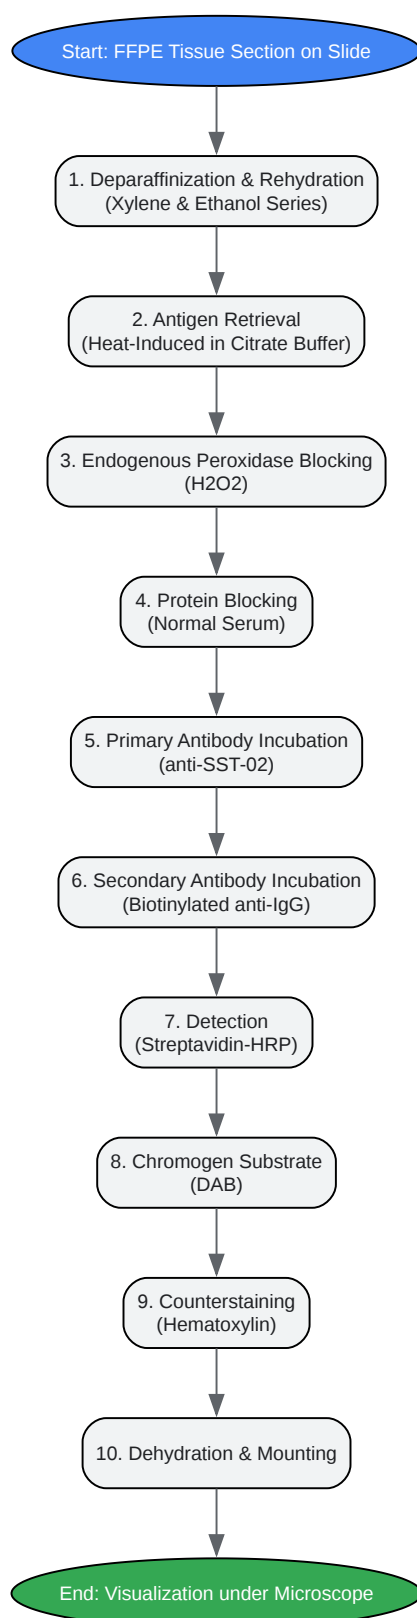 Start: FFPE Tissue Section on Slide
1. Deparaffinization & Rehydration
(Xylene & Ethanol Series)
2. Antigen Retrieval
(Heat-Induced in Citrate Buffer)
3. Endogenous Peroxidase Blocking
(H2O2)
4. Protein Blocking
(Normal Serum)
5. Primary Antibody Incubation
(anti-SST-02)
6. Secondary Antibody Incubation
(Biotinylated anti-IgG)
7. Detection
(Streptavidin-HRP)
8. Chromogen Substrate
(DAB)
9. Counterstaining
(Hematoxylin)
10. Dehydration & Mounting
End: Visualization under Microscope